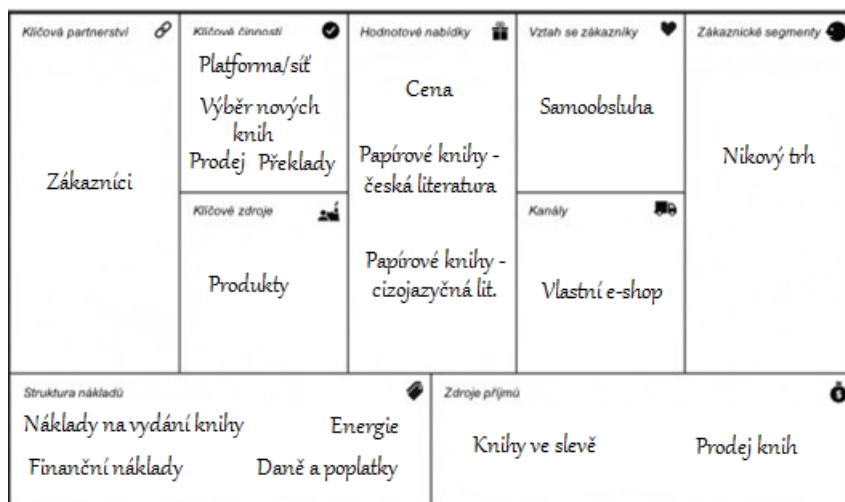 Klíčová partnerství
Zákazníci
Klíčové činnosti
Platforma/síť
Výběr nových
knih
Prodej Překlady
Klíčové zdroje
Produkty
Hodnotové nabídky
Cena
Papírové knihy -
česká literatura
Papírové knihy -
cizojazyčná lit.
Vztah se zákazníky
Samoobsluha
Kanály
Vlastní e-shop
Zákaznické segmenty
Nikový trh
Struktura nákladů
Náklady na vydání knihy Energie
Finanční náklady Daně a poplatky
Zdroje příjmů
Knihy ve slevě Prodej knih